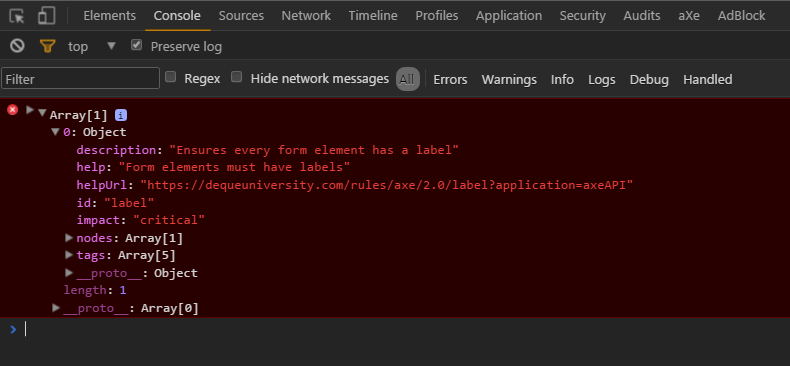 Elements Console Sources Network Timeline Profiles Application Security Audits aXe AdBlock
top Preserve log
Filter Regex Hide network messages All Errors Warnings Info Logs Debug Handled
Array[1] i
0: Object
description: "Ensures every form element has a label"
help: "Form elements must have labels"
helpUrl: "https://dequeuniversity.com/rules/axe/2.0/label?application=axeAPI"
id: "label"
impact: "critical"
nodes: Array[1]
tags: Array[5]
__proto__: Object
length: 1
__proto__: Array[0]